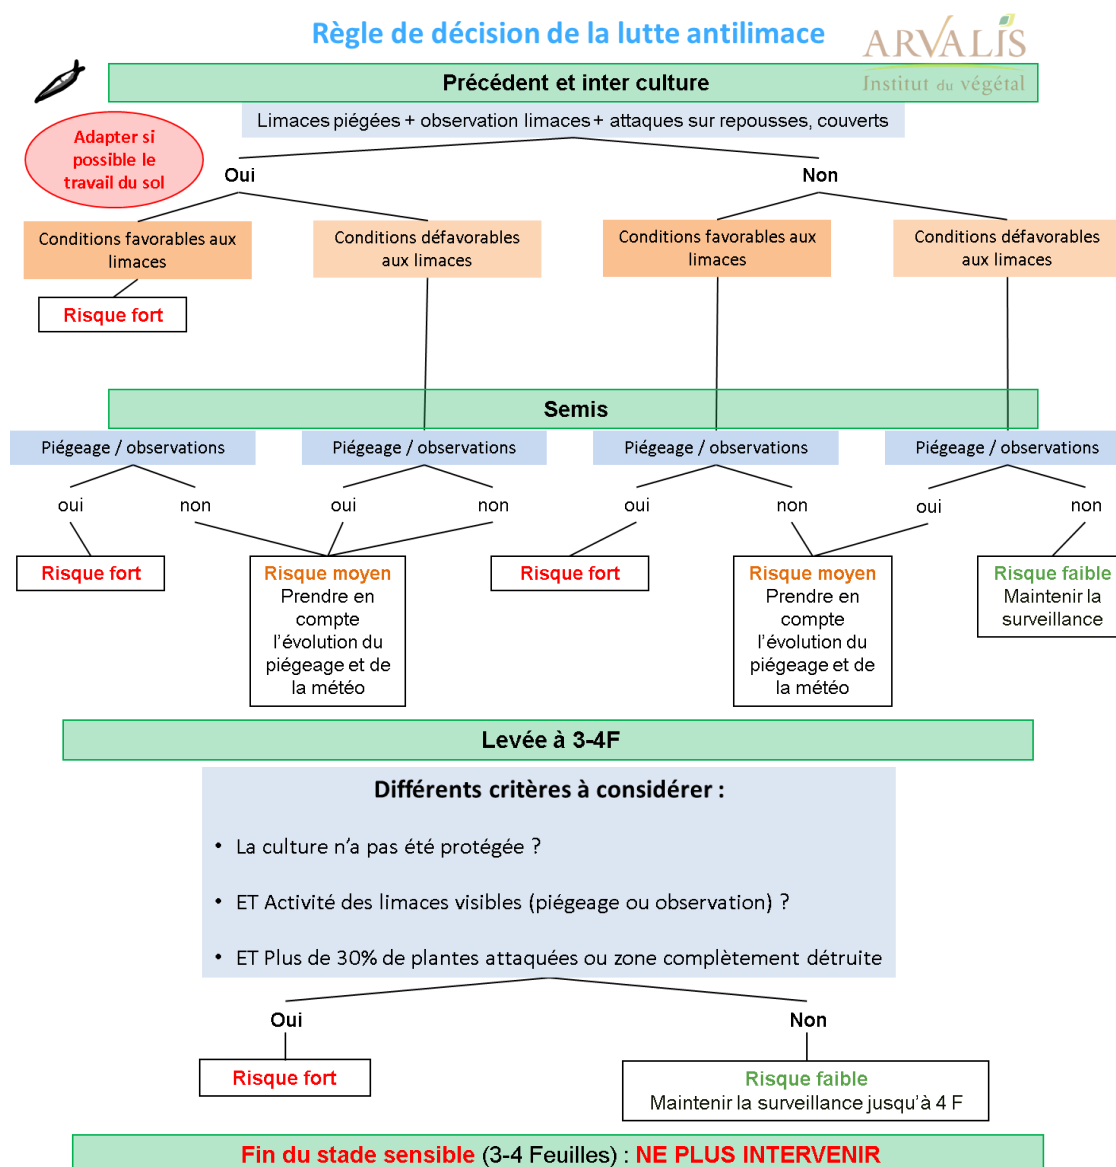 Règle de décision de la lutte antilimace
ARVALIS
Institut du végétal
Précédent et inter culture
Limaces piégées + observation limaces + attaques sur repousses, couverts
Adapter si
possible le
travail du sol
Oui
Non
Conditions favorables aux
limaces
Conditions défavorables
aux limaces
Conditions favorables aux
limaces
Conditions défavorables
aux limaces
Risque fort
Semis
Piégeage / observations
Piégeage / observations
Piégeage / observations
Piégeage / observations
oui
non
oui
non
oui
non
oui
non
Risque fort
Risque moyen
Prendre en
compte
l'évolution du
piégeage et de
la météo
Risque fort
Risque moyen
Prendre en
compte
l'évolution du
piégeage et de
la météo
Risque faible
Maintenir la
surveillance
Levée à 3-4F
Différents critères à considérer :
• La culture n'a pas été protégée ?
• ET Activité des limaces visibles (piégeage ou observation) ?
• ET Plus de 30% de plantes attaquées ou zone complètement détruite
Oui
Non
Risque fort
Risque faible
Maintenir la surveillance jusqu'à 4 F
Fin du stade sensible (3-4 Feuilles) : NE PLUS INTERVENIR